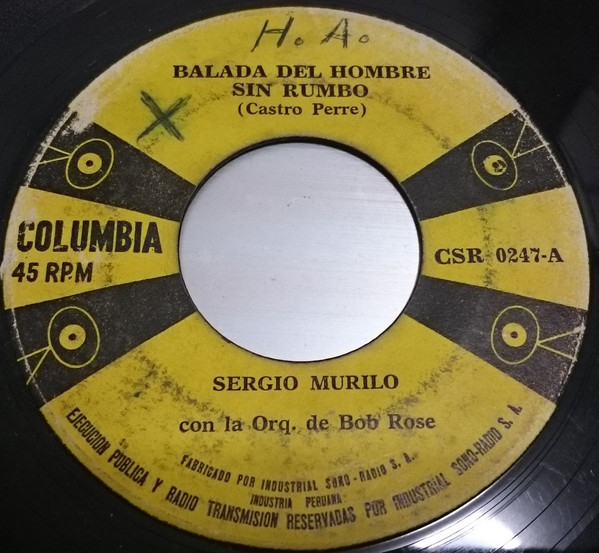 H. A.
BALADA DEL HOMBRE
SIN RUMBO
(Castro Perre)
X
COLUMBIA
45 RPM
CSR 0247-A
SERGIO MURILO
con la Orq. de Bob Rose
FABRICADO POR INDUSTRIAL SONO-RADIO S. A.
INDUSTRIA PERUANA
EJECUCION PUBLICA Y RADIO TRANSMISION RESERVADAS POR INDUSTRIAL SONO-RADIO S. A.